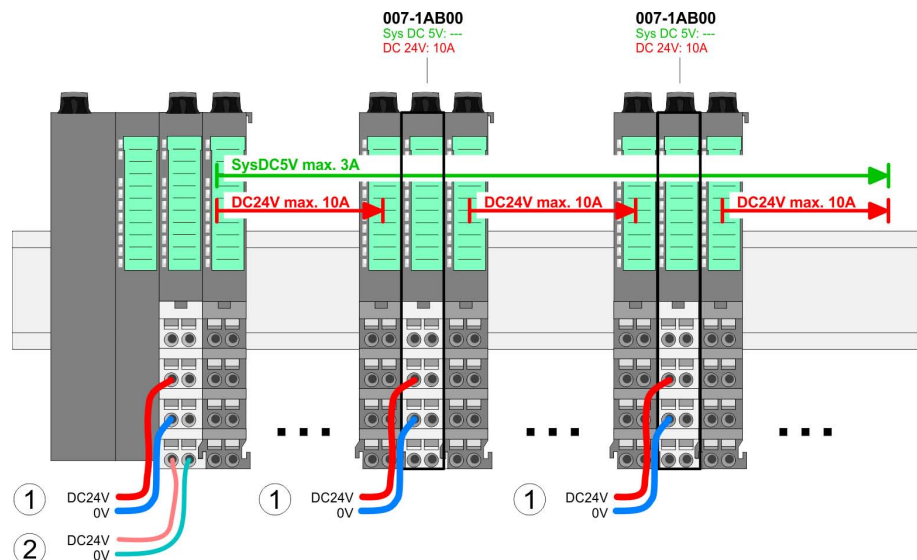 007-1AB00
Sys DC 5V: ---
DC 24V: 10A
007-1AB00
Sys DC 5V: ---
DC 24V: 10A
SysDC5V max. 3A
DC24V max. 10A
DC24V max. 10A
DC24V max. 10A
1
DC24V
0V
1
DC24V
0V
1
DC24V
0V
2
DC24V
0V